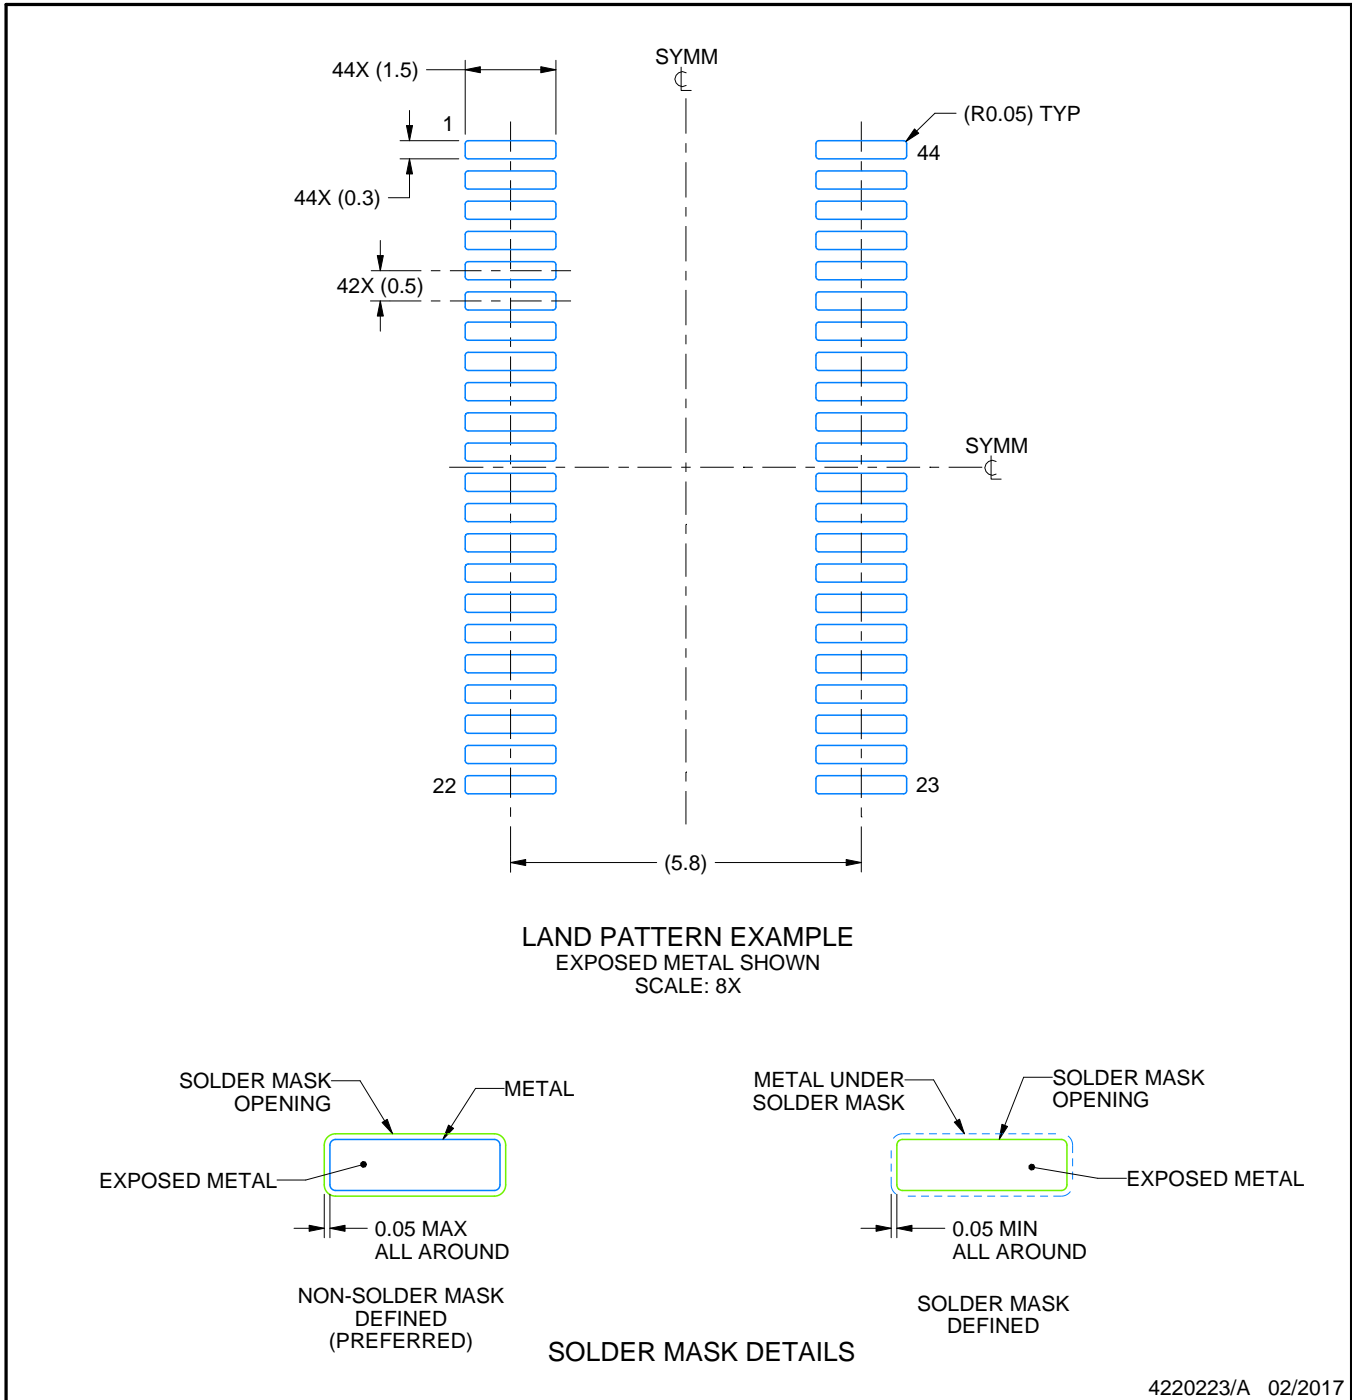 SYMM
44X (1.5)
1
(R0.05) TYP
44
44X (0.3)
42X (0.5)
SYMM
22
23
(5.8)
LAND PATTERN EXAMPLE
EXPOSED METAL SHOWN
SCALE: 8X
SOLDER MASK
OPENING
METAL
EXPOSED METAL
0.05 MAX
ALL AROUND
NON-SOLDER MASK
DEFINED
(PREFERRED)
METAL UNDER
SOLDER MASK
SOLDER MASK
OPENING
EXPOSED METAL
0.05 MIN
ALL AROUND
SOLDER MASK
DEFINED
SOLDER MASK DETAILS
4220223/A 02/2017